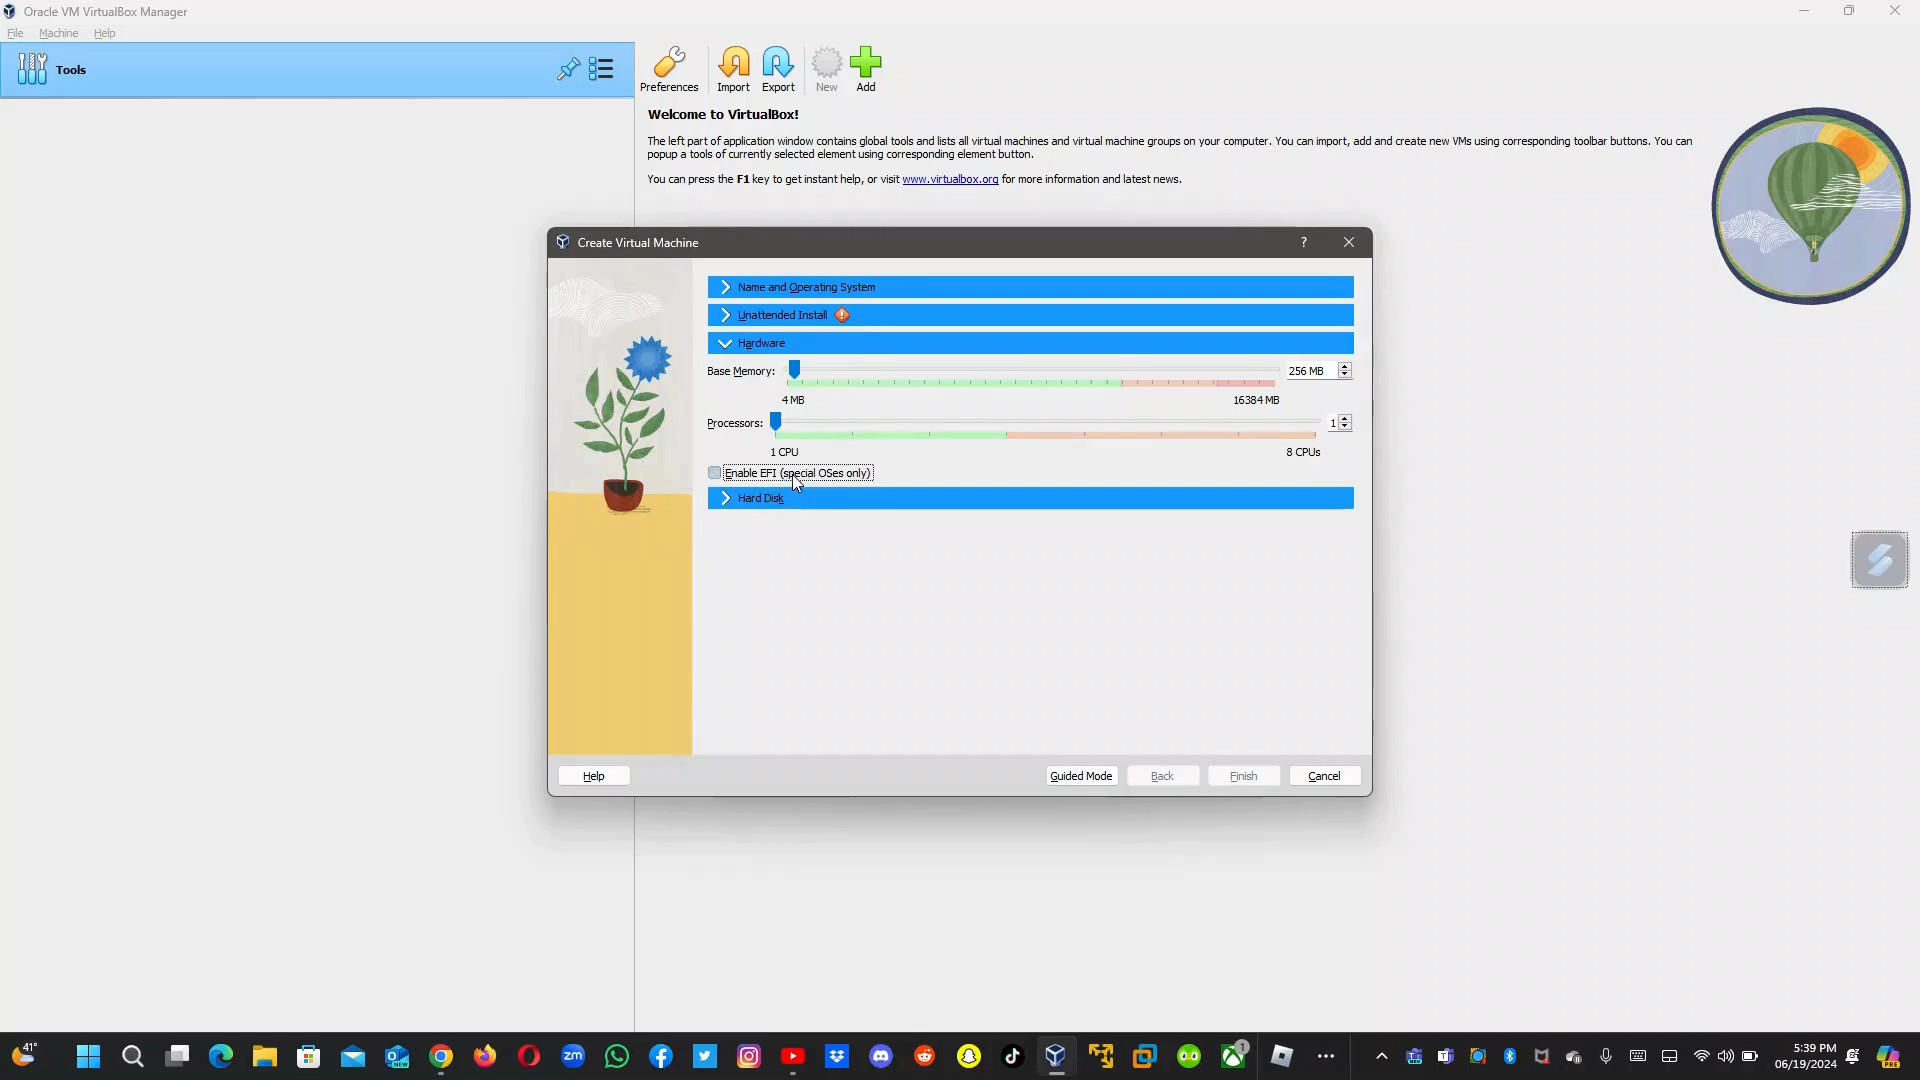 Oracle VM VirtualBox Manager
File Machine Help
Tools
Preferences Import Export New Add
Welcome to VirtualBox!
The left part of application window contains global tools and lists all virtual machines and virtual machine groups on your computer. You can import, add and create new VMs using corresponding toolbar buttons. You can
popup a tools of currently selected element using corresponding element button.
You can press the F1 key to get instant help, or visit www.virtualbox.org for more information and latest news.
Create Virtual Machine
?
Name and Operating System
Unattended Install
Hardware
Base Memory: 256 MB
4 MB 16384 MB
Processors: 1
1 CPU 8 CPUs
Enable EFI (special OSes only)
Hard Disk
Help Guided Mode Back Finish Cancel
41°
zm
1
5:39 PM
06/19/2024
PRE